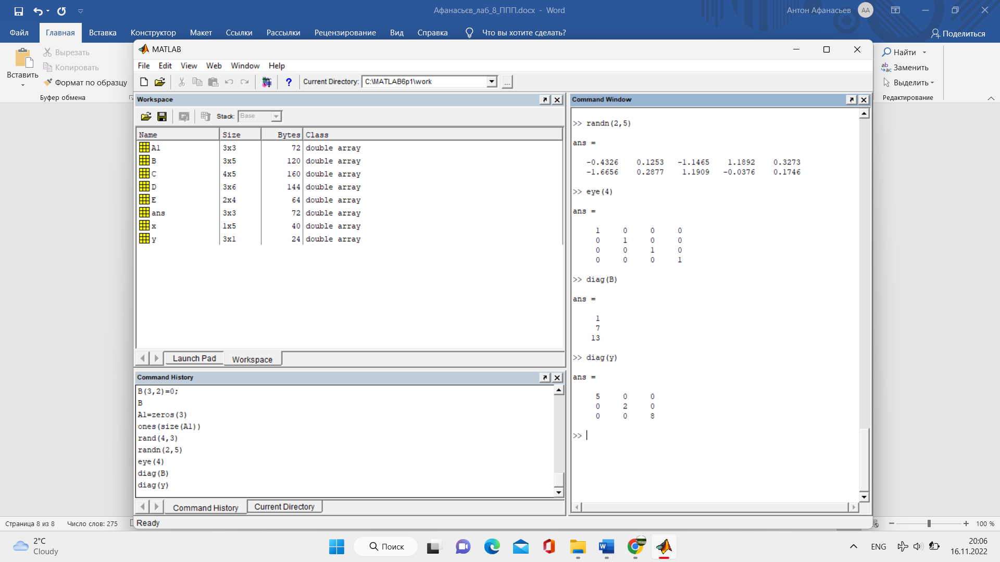 Афанасьєв_лаб_8_ППП.docx - Word
Антон Афанасьев
АА
Файл Главная Вставка Конструктор Макет Ссылки Рассылки Рецензирование Вид Справка Что вы хотите сделать?
Поделиться
Вставить
Вырезать
Копировать
Формат по образцу
Буфер обмена
Найти
Заменить
Выделить
Редактирование
MATLAB
File Edit View Web Window Help
Current Directory: C:\MATLAB6p1\work
...
Workspace
Stack: Base
Name Size Bytes Class
A1 3x3 72 double array
B 3x5 120 double array
C 4x5 160 double array
D 3x6 144 double array
E 2x4 64 double array
ans 3x3 72 double array
x 1x5 40 double array
y 3x1 24 double array
Launch Pad Workspace
Command History
B(3,2)=0;
B
A1=zeros(3)
ones(size(A1))
rand(4,3)
randn(2,5)
eye(4)
diag(B)
diag(y)
Command History Current Directory
Ready
Command Window
>> randn(2,5)
ans =
-0.4326 0.1253 -1.1465 1.1892 0.3273
-1.6656 0.2877 1.1909 -0.0376 0.1746
>> eye(4)
ans =
1 0 0 0
0 1 0 0
0 0 1 0
0 0 0 1
>> diag(B)
ans =
1
7
13
>> diag(y)
ans =
5 0 0
0 2 0
0 0 8
>>
Страница 8 из 8 Число слов: 275
100 %
2°C
Cloudy
Поиск
ENG
20:06
16.11.2022